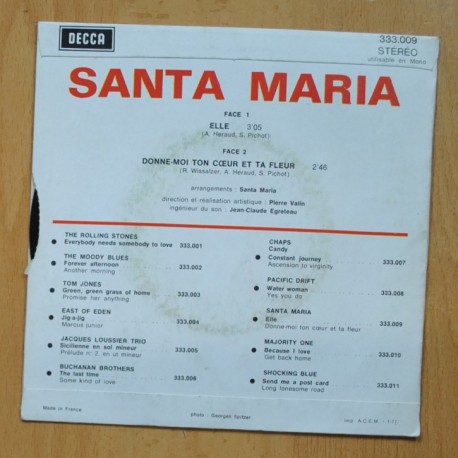 DECCA
333.009
STÉRÉO
utilisable en Mono
SANTA MARIA
FACE 1
ELLE 3'05
(A. Heraud, S. Pichot)
FACE 2
DONNE-MOI TON CŒUR ET TA FLEUR 2'46
(R. Wissalzer, A. Heraud, S. Pichot)
arrangements : Santa Maria
direction et réalisation artistique : Pierre Valin
ingénieur du son : Jean-Claude Egreteau
THE ROLLING STONES
Everybody needs somebody to love 333.001
THE MOODY BLUES
Forever afternoon 333.002
Another morning
TOM JONES
Green, green grass of home 333.003
Promise her anything
EAST OF EDEN
Jig-a-jig 333.004
Marcus junior
JACQUES LOUSSIER TRIO
Sicilienne en sol mineur 333.005
Prélude n° 2, en ut mineur
BUCHANAN BROTHERS
The last time 333.006
Some kind of love
CHAPS
Candy
Constant journey 333.007
Ascension to virginity
PACIFIC DRIFT
Water woman 333.008
Yes you do
SANTA MARIA
Elle 333.009
Donne-moi ton cœur et ta fleur
MAJORITY ONE
Because I love 333.010
Get back home
SHOCKING BLUE
Send me a post card 333.011
Long lonesome road
Made in France
photo : Georges Spitzer
Imp. A.C.E.M.